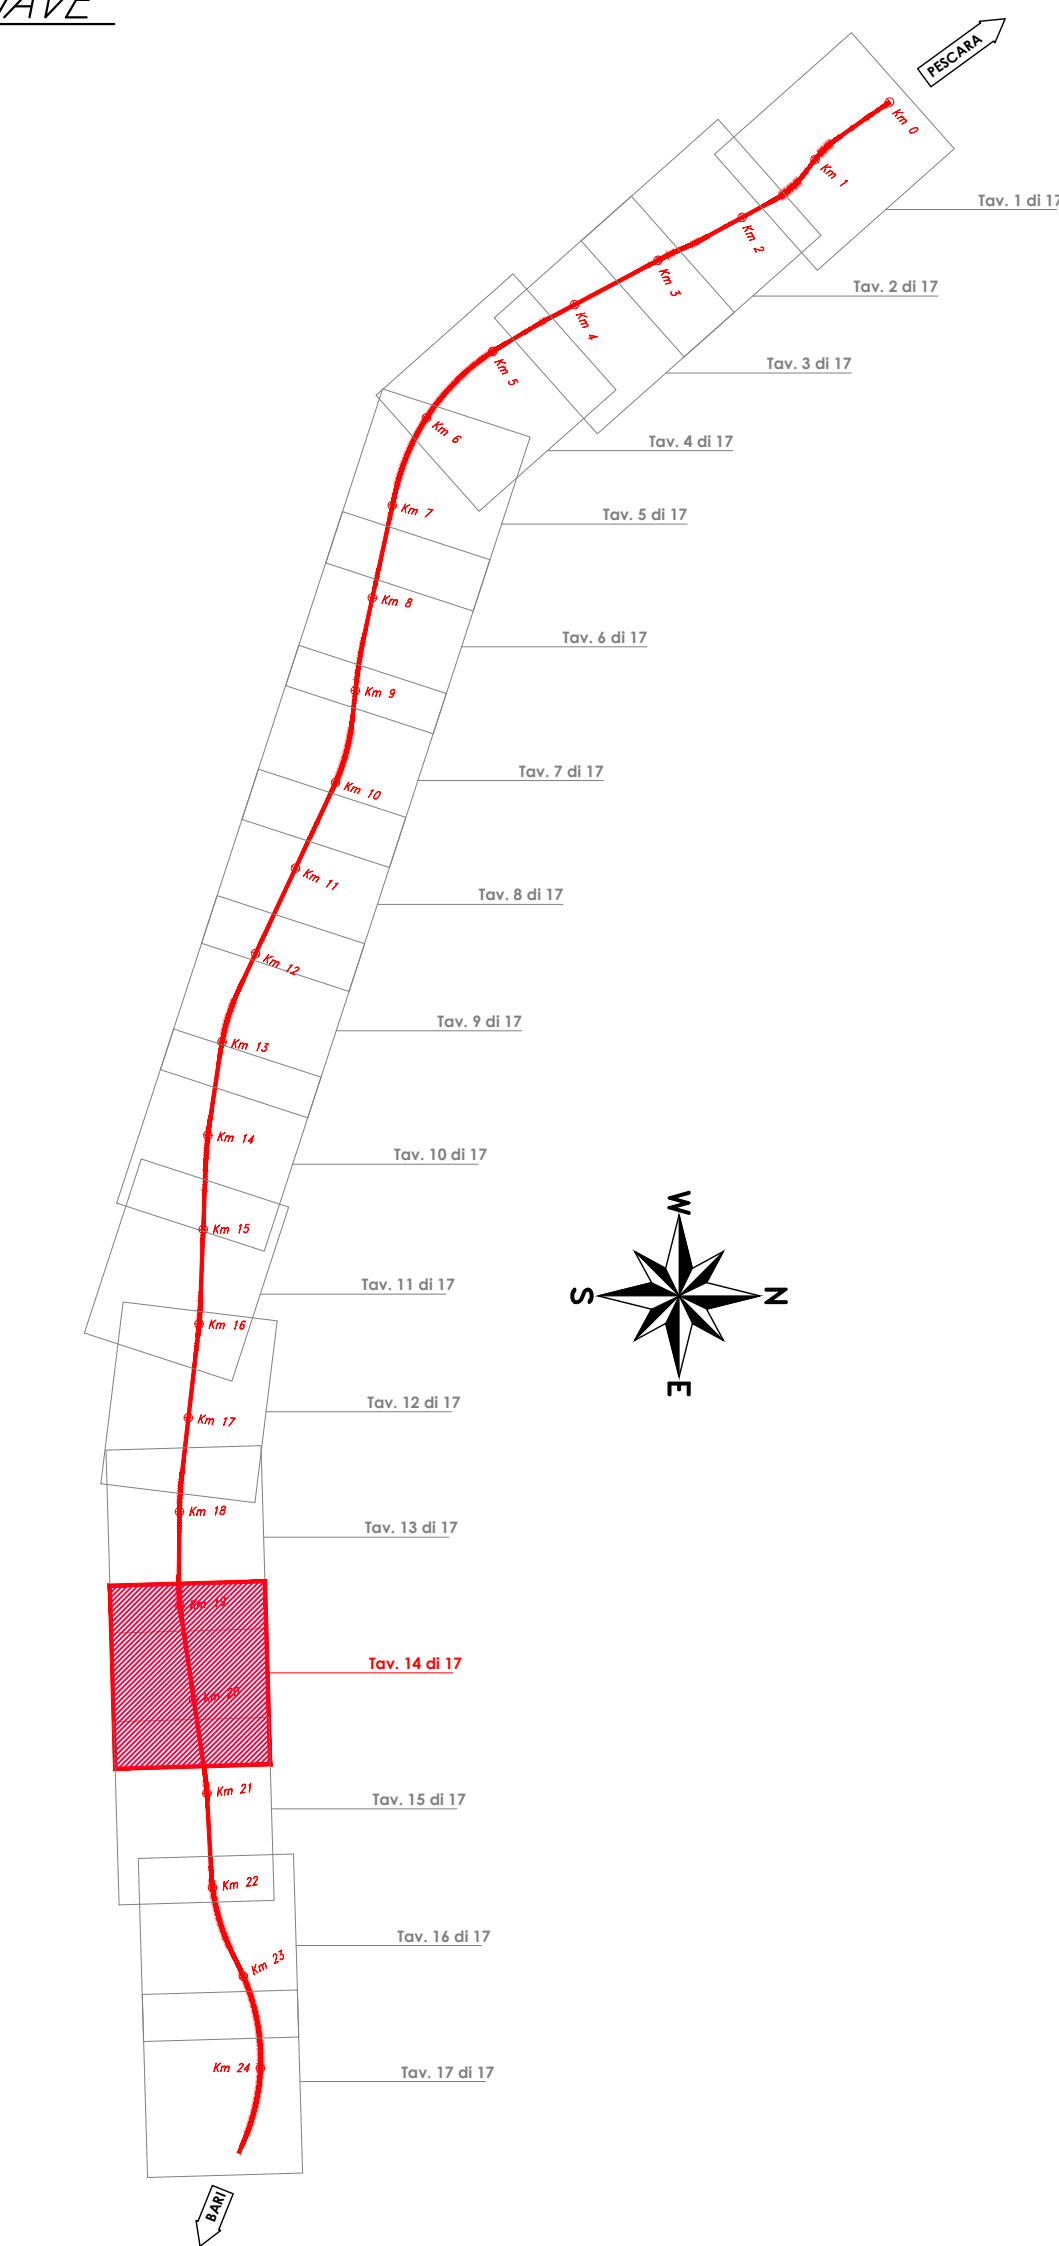 PESCARA
Km 0
Km 1
Tav. 1 di 17
Km 2
Km 3
Tav. 2 di 17
Km 4
Km 5
Tav. 3 di 17
Km 6
Tav. 4 di 17
Km 7
Tav. 5 di 17
Km 8
Tav. 6 di 17
Km 9
Tav. 7 di 17
Km 10
Km 11
Tav. 8 di 17
Km 12
Tav. 9 di 17
Km 13
Km 14
Tav. 10 di 17
W
Km 15
Tav. 11 di 17
S
N
Km 16
E
Tav. 12 di 17
Km 17
Km 18
Tav. 13 di 17
Km 19
Tav. 14 di 17
Km 20
Km 21
Tav. 15 di 17
Km 22
Tav. 16 di 17
Km 23
Km 24
Tav. 17 di 17
BARI